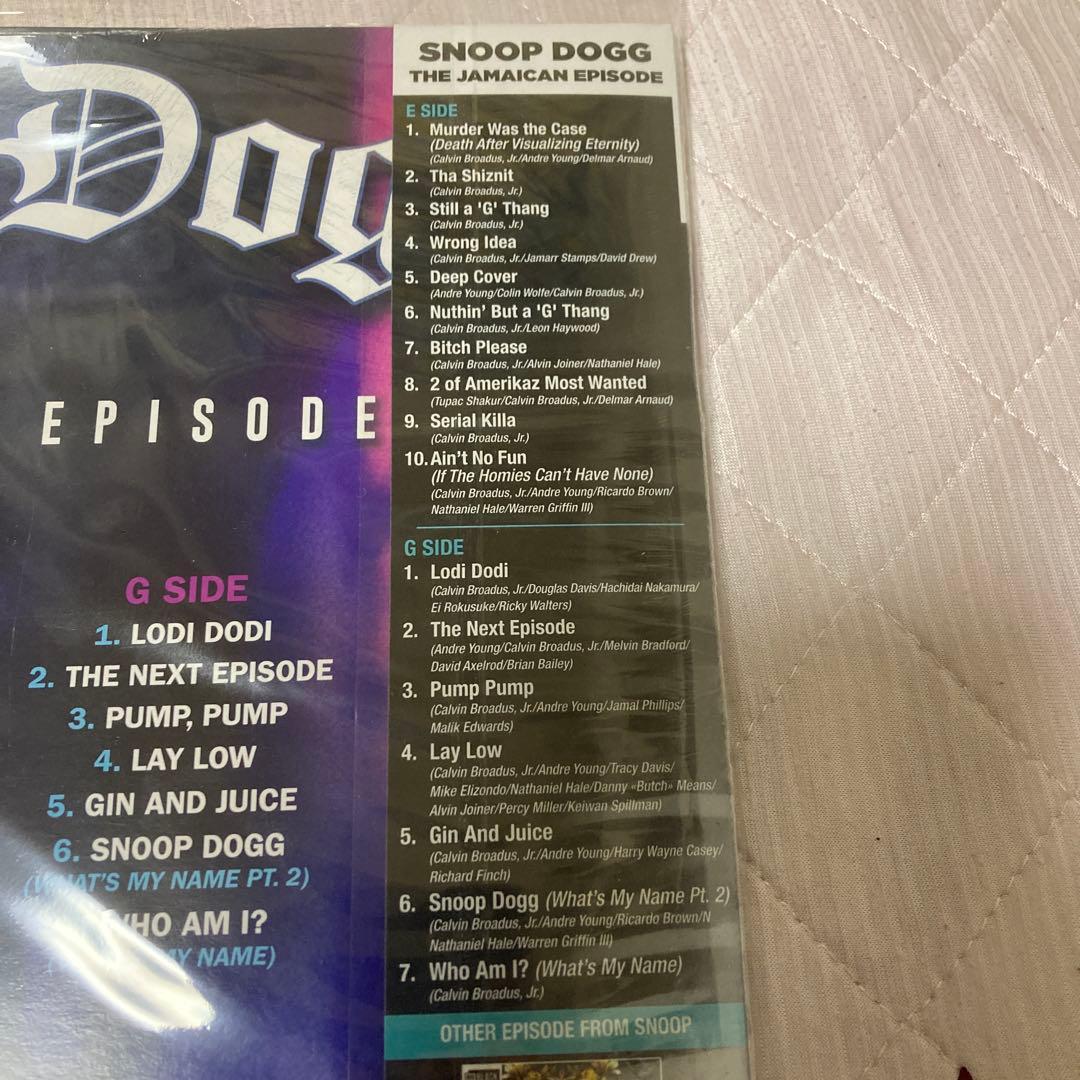 Dog
EPISODE
G SIDE
1. LODI DODI
2. THE NEXT EPISODE
3. PUMP, PUMP
4. LAY LOW
5. GIN AND JUICE
6. SNOOP DOGG
(WHAT'S MY NAME PT. 2)
WHO AM I?
MY NAME)
SNOOP DOGG
THE JAMAICAN EPISODE
E SIDE
1. Murder Was the Case
(Death After Visualizing Eternity)
(Calvin Broadus, Jr./Andre Young/Delmar Arnaud)
2. Tha Shiznit
(Calvin Broadus, Jr.)
3. Still a 'G' Thang
(Calvin Broadus, Jr.)
4. Wrong Idea
(Calvin Broadus, Jr./Jamarr Stamps/David Drew)
5. Deep Cover
(Andre Young/Colin Wolfe/Calvin Broadus, Jr.)
6. Nuthin' But a 'G' Thang
(Calvin Broadus, Jr./Leon Haywood)
7. Bitch Please
(Calvin Broadus, Jr./Alvin Joiner/Nathaniel Hale)
8. 2 of Amerikaz Most Wanted
(Tupac Shakur/Calvin Broadus, Jr./Delmar Arnaud)
9. Serial Killa
(Calvin Broadus, Jr.)
10. Ain't No Fun
(If The Homies Can't Have None)
(Calvin Broadus, Jr./Andre Young/Ricardo Brown/
Nathaniel Hale/Warren Griffin III)
G SIDE
1. Lodi Dodi
(Calvin Broadus, Jr./Douglas Davis/Hachidai Nakamura/
Ei Rokusuke/Ricky Walters)
2. The Next Episode
(Andre Young/Calvin Broadus, Jr./Melvin Bradford/
David Axelrod/Brian Bailey)
3. Pump Pump
(Calvin Broadus, Jr./Andre Young/Jamal Phillips/
Malik Edwards)
4. Lay Low
(Calvin Broadus, Jr./Andre Young/Tracy Davis/
Mike Elizondo/Nathaniel Hale/Danny «Butch» Means/
Alvin Joiner/Percy Miller/Keiwan Spillman)
5. Gin And Juice
(Calvin Broadus, Jr./Andre Young/Harry Wayne Casey/
Richard Finch)
6. Snoop Dogg (What's My Name Pt. 2)
(Calvin Broadus, Jr./Andre Young/Ricardo Brown/N
Nathaniel Hale/Warren Griffin III)
7. Who Am I? (What's My Name)
(Calvin Broadus, Jr.)
OTHER EPISODE FROM SNOOP